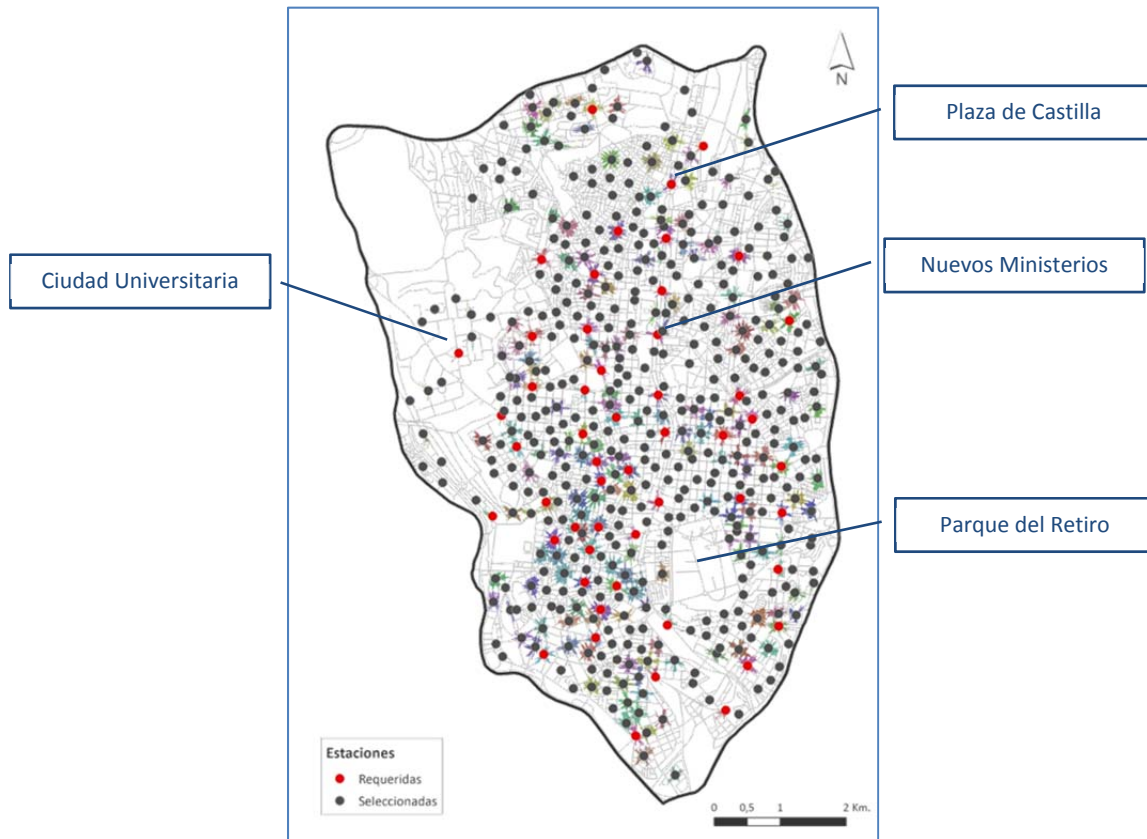 N
Plaza de Castilla
Ciudad Universitaria
Nuevos Ministerios
Parque del Retiro
Estaciones
Requeridas
Seleccionadas
0 0,5 1 2 Km.